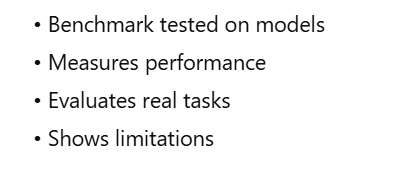 • Benchmark tested on models
• Measures performance
• Evaluates real tasks
• Shows limitations